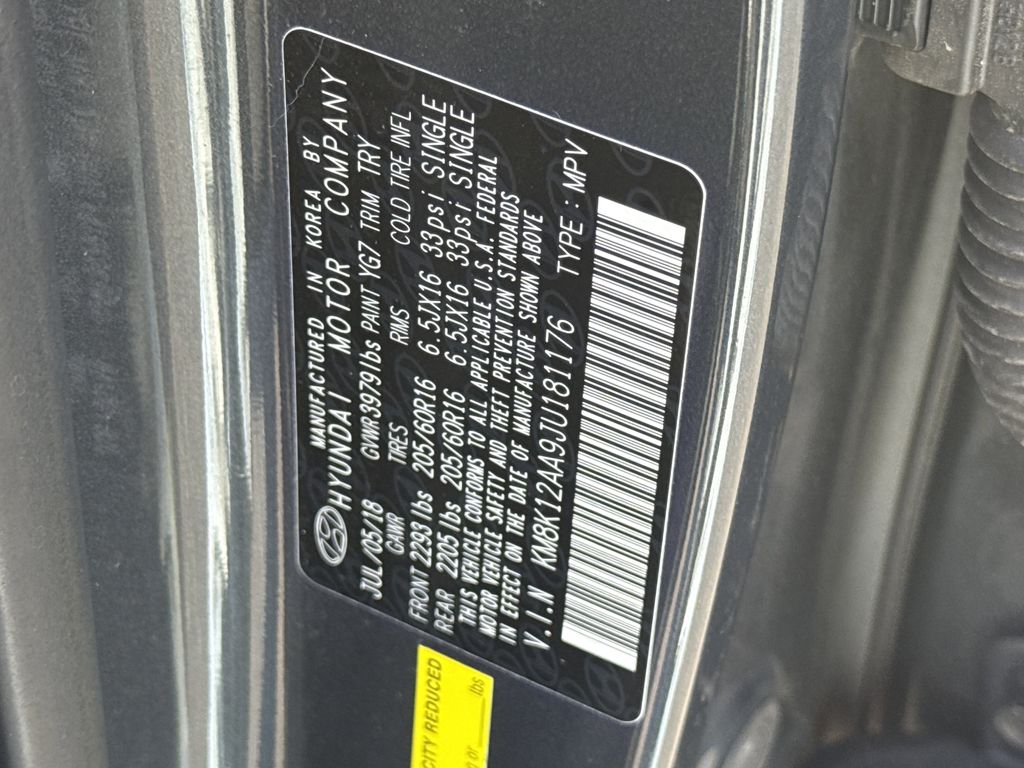 MANUFACTURED IN KOREA BY
HYUNDAI MOTOR COMPANY
JUL/05/18 GVWR 3979lbs PAINT YG7 TRIM TRY
GAWR TIRES RIMS COLD TIRE INFL
FRONT 2293 lbs 205/60R16 6.5JX16 33psi SINGLE
REAR 2205 lbs 205/60R16 6.5JX16 33psi SINGLE
THIS VEHICLE CONFORMS TO ALL APPLICABLE U.S.A. FEDERAL
MOTOR VEHICLE SAFETY AND THEFT PREVENTION STANDARDS
IN EFFECT ON THE DATE OF MANUFACTURE SHOWN ABOVE
V.I.N KM8K12AA9JU181176 TYPE : MPV
CITY REDUCED
or ____lbs